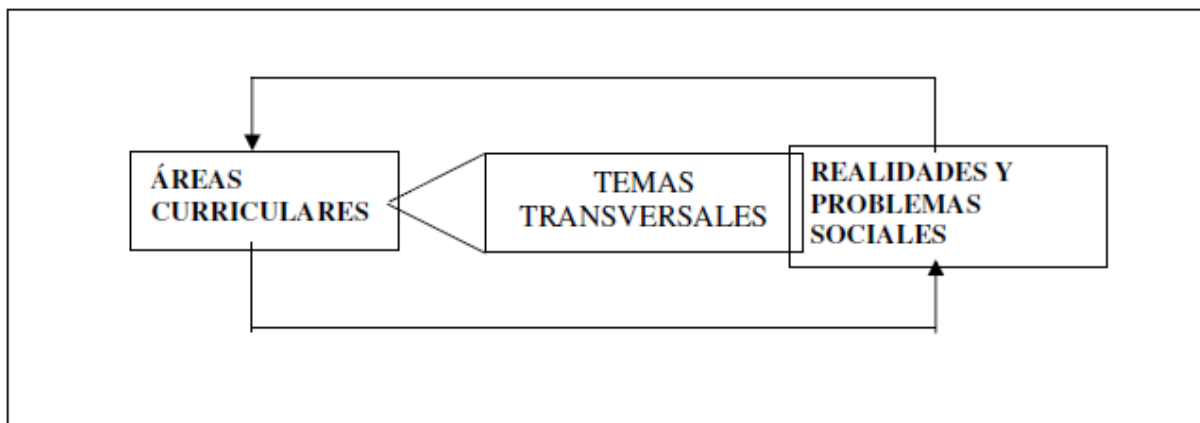 ÁREAS
CURRICULARES
TEMAS
TRANSVERSALES
REALIDADES Y
PROBLEMAS
SOCIALES